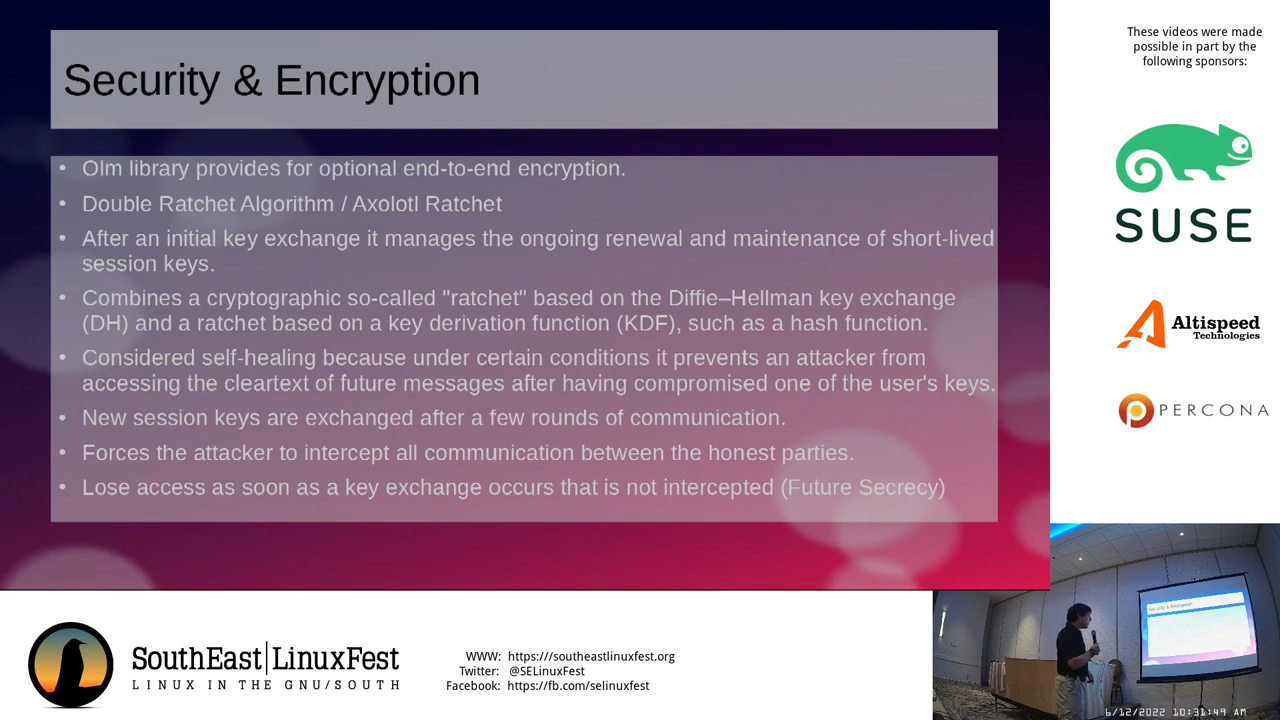 Security & Encryption
• Olm library provides for optional end-to-end encryption.
• Double Ratchet Algorithm / Axolotl Ratchet
• After an initial key exchange it manages the ongoing renewal and maintenance of short-lived
session keys.
• Combines a cryptographic so-called "ratchet" based on the Diffie–Hellman key exchange
(DH) and a ratchet based on a key derivation function (KDF), such as a hash function.
• Considered self-healing because under certain conditions it prevents an attacker from
accessing the cleartext of future messages after having compromised one of the user's keys.
• New session keys are exchanged after a few rounds of communication.
• Forces the attacker to intercept all communication between the honest parties.
• Lose access as soon as a key exchange occurs that is not intercepted (Future Secrecy)
These videos were made
possible in part by the
following sponsors:
SUSE
Altispeed
Technologies
PERCONA
SouthEast|LinuxFest
LINUX IN THE GNU/SOUTH
WWW: https:///southeastlinuxfest.org
Twitter: @SELinuxFest
Facebook: https://fb.com/selinuxfest
Security & Encryption
6/12/2022 10:31:49 AM